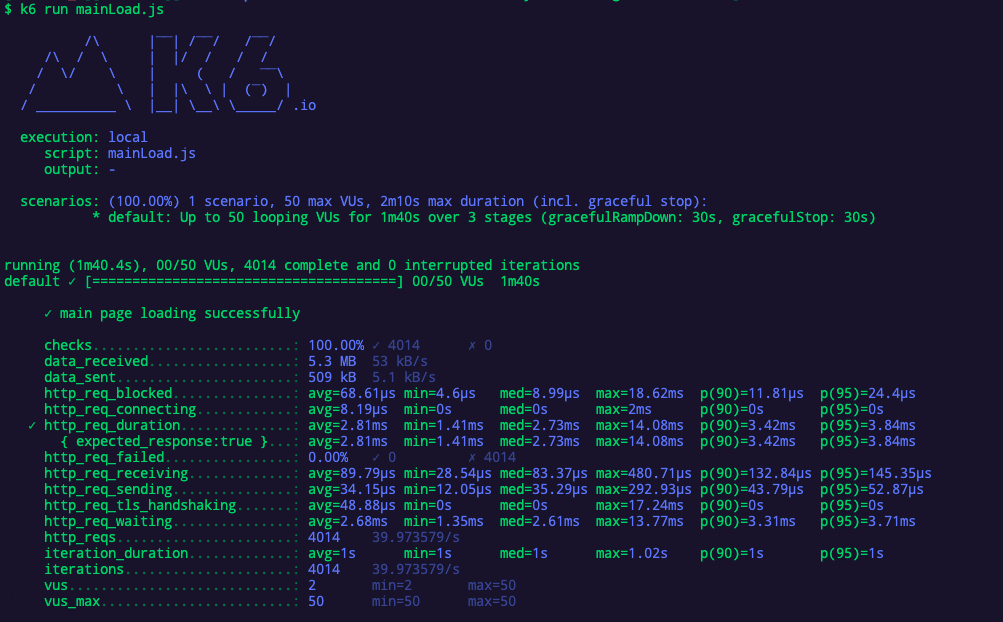 $ k6 run mainLoad.js
          /\      |‾‾| /‾‾/   /‾‾/
     /\  /  \     |  |/  /   /  /
    /  \/    \    |     (   /   ‾‾\
   /          \   |  |\  \ |  (‾)  |
  / __________ \  |__| \__\ \_____/ .io
execution: local
script: mainLoad.js
output: -
scenarios: (100.00%) 1 scenario, 50 max VUs, 2m10s max duration (incl. graceful stop):
* default: Up to 50 looping VUs for 1m40s over 3 stages (gracefulRampDown: 30s, gracefulStop: 30s)
running (1m40.4s), 00/50 VUs, 4014 complete and 0 interrupted iterations
default ✓ [======================================] 00/50 VUs  1m40s
✓ main page loading successfully
checks.........................: 100.00% ✓ 4014      ✗ 0
data_received..................: 5.3 MB  53 kB/s
data_sent......................: 509 kB  5.1 kB/s
http_req_blocked...............: avg=68.61µs min=4.6µs   med=8.99µs  max=18.62ms  p(90)=11.81µs  p(95)=24.4µs
http_req_connecting............: avg=8.19µs  min=0s      med=0s      max=2ms      p(90)=0s       p(95)=0s
✓ http_req_duration..............: avg=2.81ms  min=1.41ms  med=2.73ms  max=14.08ms  p(90)=3.42ms   p(95)=3.84ms
{ expected_response:true }...: avg=2.81ms  min=1.41ms  med=2.73ms  max=14.08ms  p(90)=3.42ms   p(95)=3.84ms
http_req_failed................: 0.00%   ✓ 0         ✗ 4014
http_req_receiving.............: avg=89.79µs min=28.54µs med=83.37µs max=480.71µs p(90)=132.84µs p(95)=145.35µs
http_req_sending...............: avg=34.15µs min=12.05µs med=35.29µs max=292.93µs p(90)=43.79µs  p(95)=52.87µs
http_req_tls_handshaking.......: avg=48.88µs min=0s      med=0s      max=17.24ms  p(90)=0s       p(95)=0s
http_req_waiting...............: avg=2.68ms  min=1.35ms  med=2.61ms  max=13.77ms  p(90)=3.31ms   p(95)=3.71ms
http_reqs......................: 4014    39.973579/s
iteration_duration.............: avg=1s      min=1s      med=1s      max=1.02s    p(90)=1s       p(95)=1s
iterations.....................: 4014    39.973579/s
vus............................: 2       min=2       max=50
vus_max........................: 50      min=50      max=50